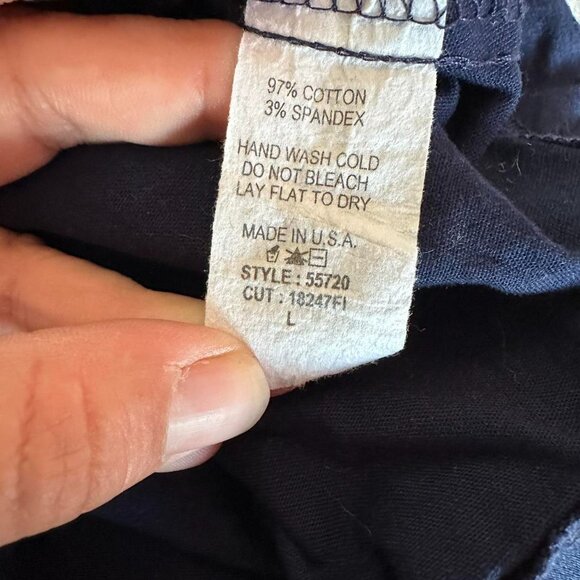 97% COTTON
3% SPANDEX
HAND WASH COLD
DO NOT BLEACH
LAY FLAT TO DRY
MADE IN U.S.A.
STYLE : 55720
CUT : 18247FI
L